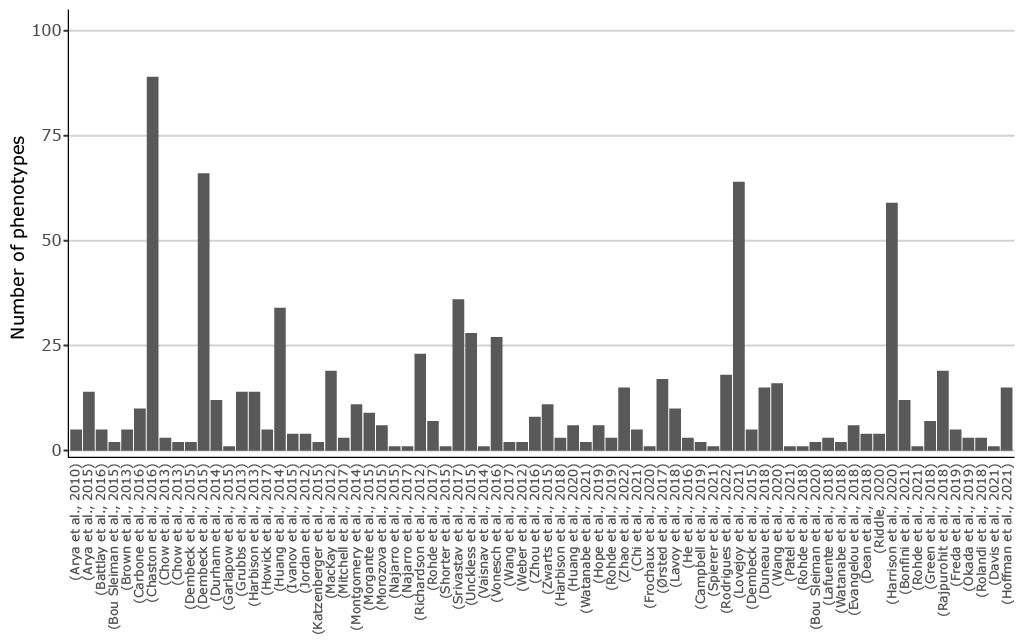 Number of phenotypes
100
75
50
25
0
(Arya et al., 2010)
(Arya et al., 2015)
(Battlay et al., 2016)
(Bou Sleiman et al., 2015)
(Brown et al., 2013)
(Carbone et al., 2016)
(Chaston et al., 2016)
(Chow et al., 2013)
(Chow et al., 2013)
(Dembeck et al., 2015)
(Dembeck et al., 2015)
(Durham et al., 2014)
(Garlapow et al., 2015)
(Grubbs et al., 2013)
(Harbison et al., 2013)
(Howick et al., 2017)
(Huang et al., 2014)
(Ivanov et al., 2015)
(Jordan et al., 2012)
(Katzenberger et al., 2015)
(Mackay et al., 2012)
(Mitchell et al., 2017)
(Montgomery et al., 2014)
(Morgante et al., 2015)
(Morozova et al., 2015)
(Najarro et al., 2015)
(Najarro et al., 2017)
(Richardson et al., 2012)
(Rohde et al., 2017)
(Shorter et al., 2015)
(Srivastav et al., 2017)
(Unckless et al., 2015)
(Vaisnav et al., 2014)
(Vonesch et al., 2016)
(Wang et al., 2017)
(Weber et al., 2012)
(Zhou et al., 2016)
(Zwarts et al., 2015)
(Harbison et al., 2018)
(Huang et al., 2020)
(Watanabe et al., 2021)
(Hope et al., 2019)
(Rohde et al., 2019)
(Zhao et al., 2022)
(Chi et al., 2021)
(Frochaux et al., 2020)
(Ørsted et al., 2017)
(Lavoy et al., 2018)
(He et al., 2016)
(Campbell et al., 2019)
(Spierer et al., 2021)
(Rodrigues et al., 2022)
(Lovejoy et al., 2021)
(Dembeck et al., 2015)
(Duneau et al., 2018)
(Wang et al., 2020)
(Patel et al., 2021)
(Rohde et al., 2018)
(Bou Sleiman et al., 2020)
(Lafuente et al., 2018)
(Watanabe et al., 2018)
(Evangelou et al., 2018)
(Dean et al., 2018)
(Riddle, 2020)
(Harrison et al., 2020)
(Bonfini et al., 2021)
(Rohde et al., 2021)
(Green et al., 2018)
(Rajpurohit et al., 2018)
(Freda et al., 2019)
(Okada et al., 2019)
(Rolandi et al., 2018)
(Davis et al., 2021)
(Hoffman et al., 2021)